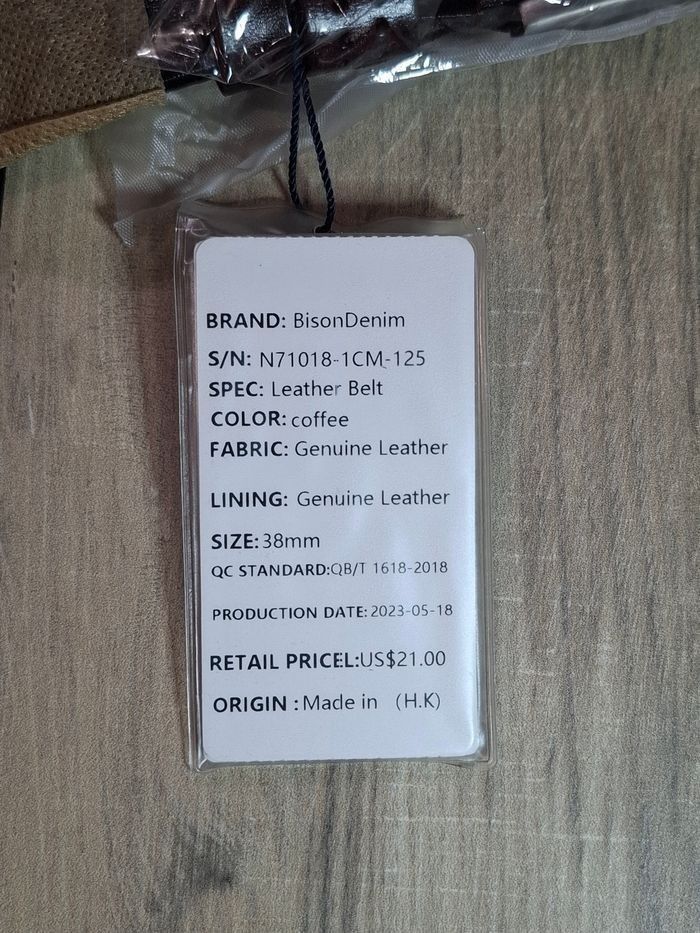 BRAND: BisonDenim
S/N: N71018-1CM-125
SPEC: Leather Belt
COLOR: coffee
FABRIC: Genuine Leather
LINING: Genuine Leather
SIZE: 38mm
QC STANDARD:QB/T 1618-2018
PRODUCTION DATE: 2023-05-18
RETAIL PRICEL:US$21.00
ORIGIN : Made in （H.K)